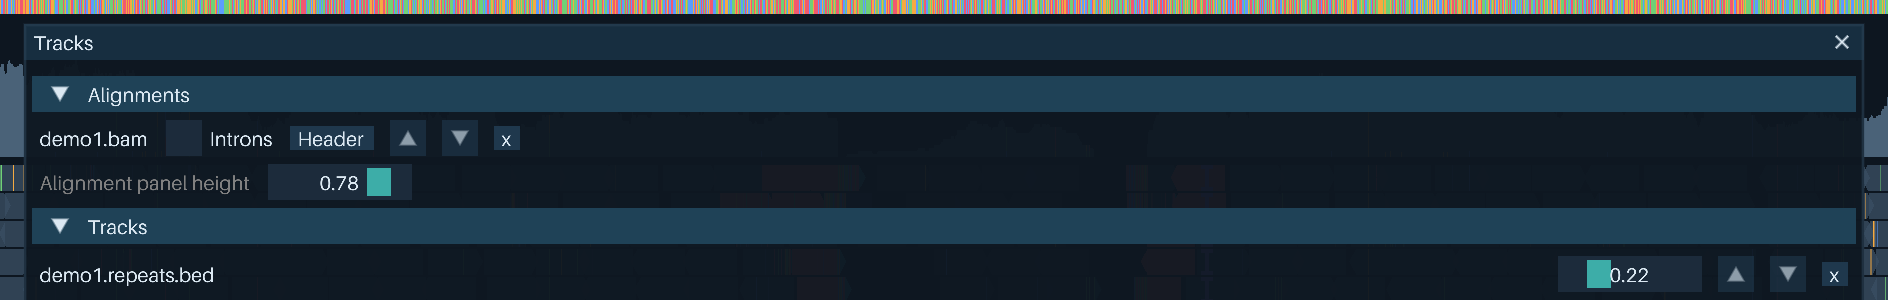 Tracks
Alignments
demo1.bam Introns Header x
Alignment panel height 0.78
Tracks
demo1.repeats.bed 0.22 x